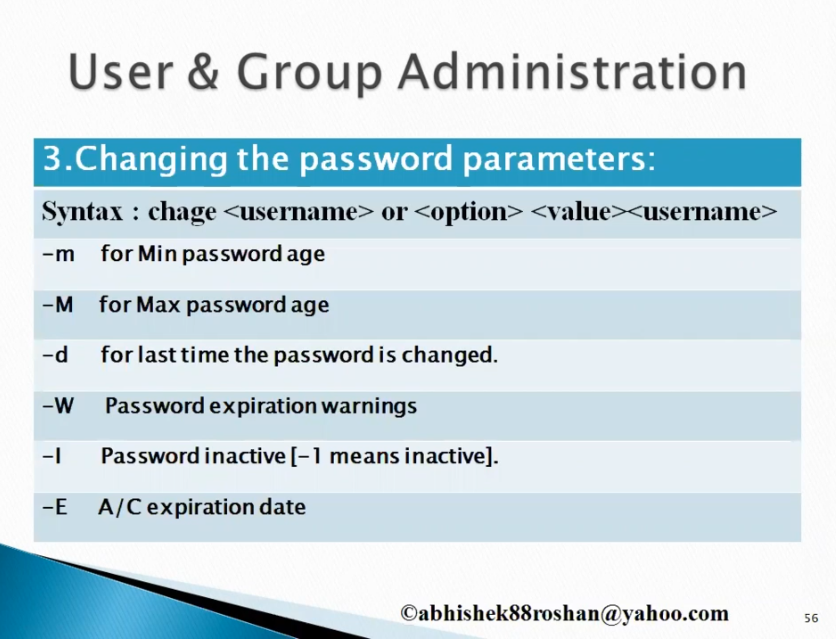 User & Group Administration
3.Changing the password parameters:
Syntax : chage <username> or <option> <value><username>
-m for Min password age
-M for Max password age
-d for last time the password is changed.
-W Password expiration warnings
-I Password inactive [-1 means inactive].
-E A/C expiration date
©abhishek88roshan@yahoo.com
56